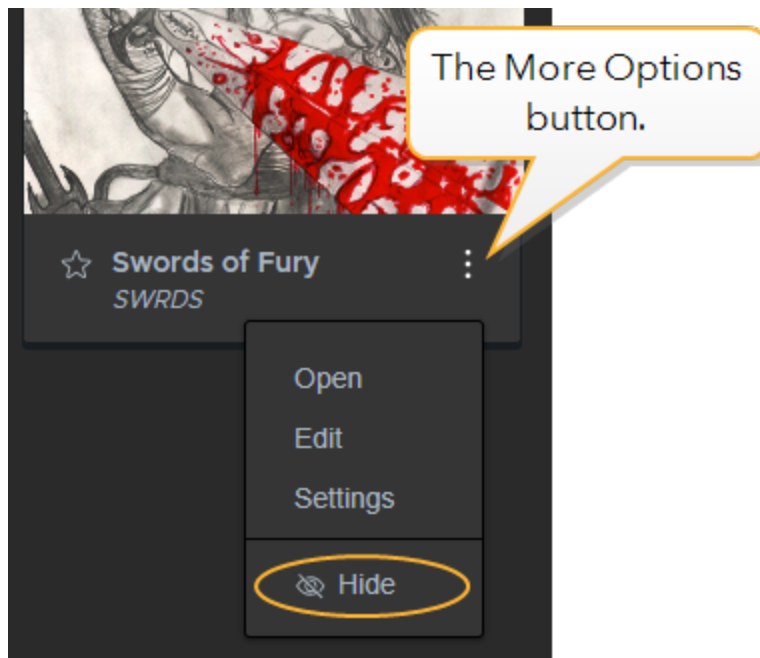 The More Options
button.
Swords of Fury
SWRDS
Open
Edit
Settings
Hide